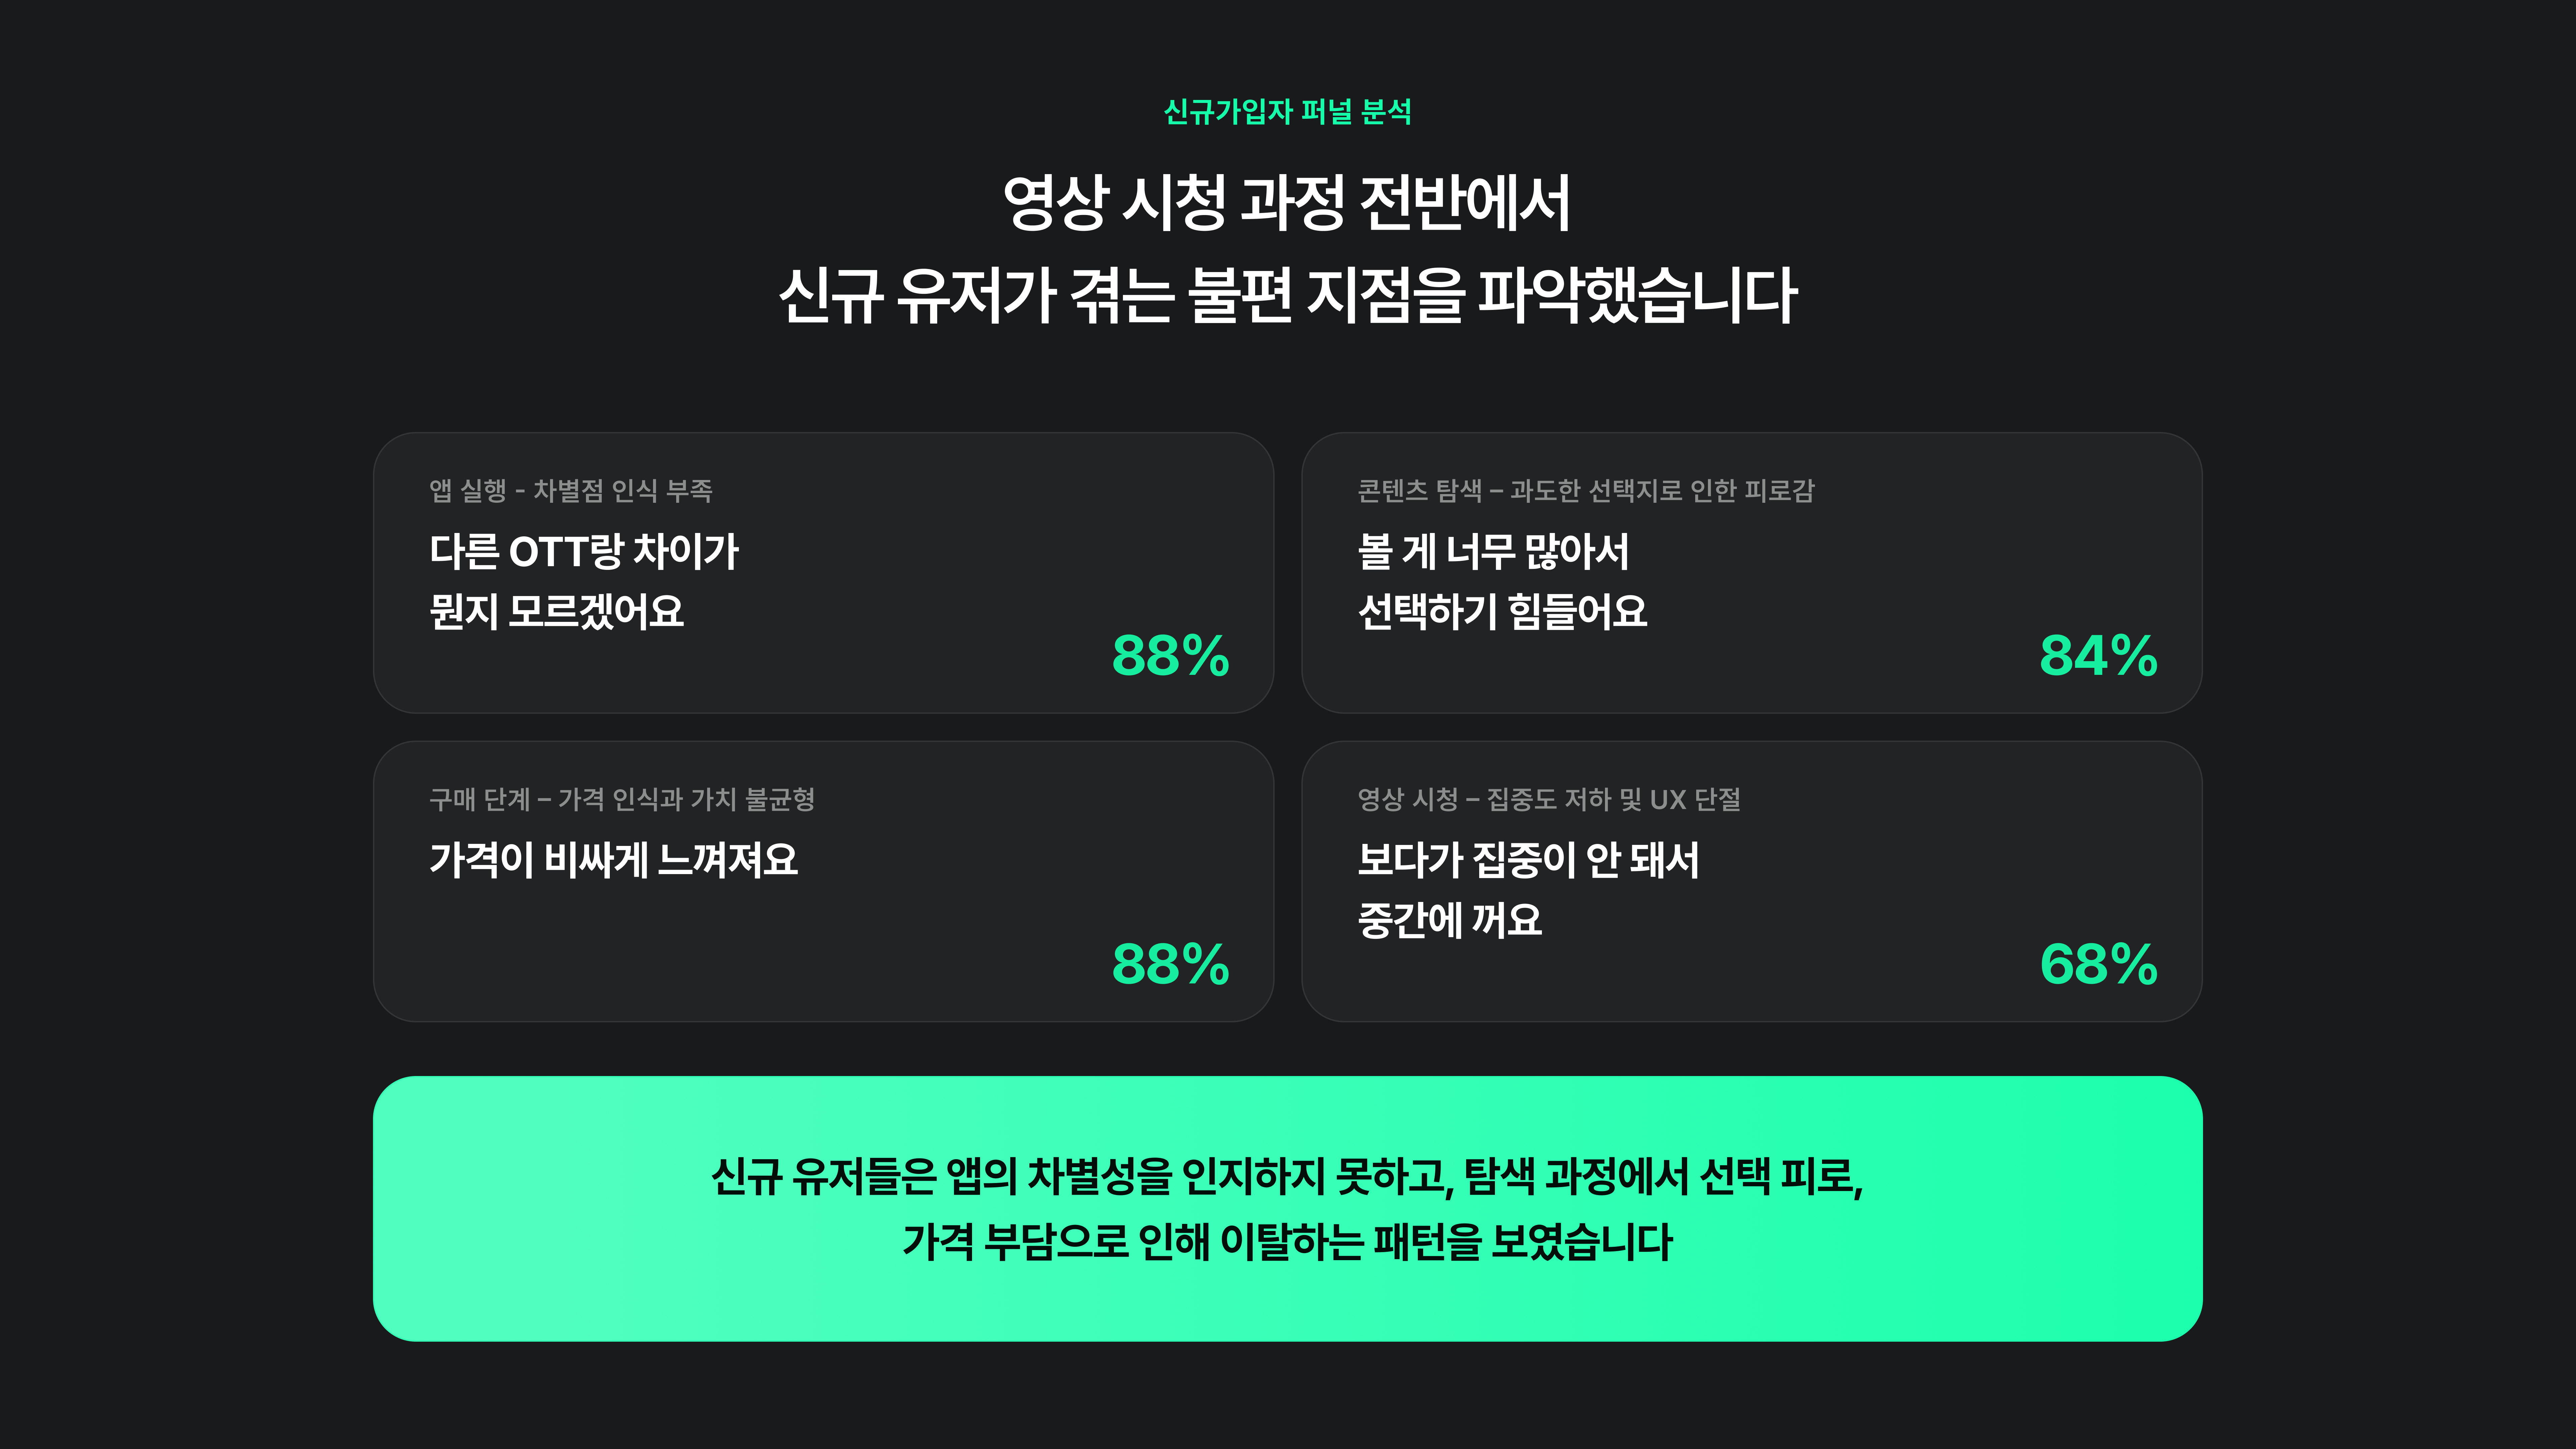 신규가입자 퍼널 분석
영상 시청 과정 전반에서
신규 유저가 겪는 불편 지점을 파악했습니다
앱 실행 - 차별점 인식 부족
다른 OTT랑 차이가
뭔지 모르겠어요
88%
콘텐츠 탐색 – 과도한 선택지로 인한 피로감
볼 게 너무 많아서
선택하기 힘들어요
84%
구매 단계 – 가격 인식과 가치 불균형
가격이 비싸게 느껴져요
88%
영상 시청 – 집중도 저하 및 UX 단절
보다가 집중이 안 돼서
중간에 꺼요
68%
신규 유저들은 앱의 차별성을 인지하지 못하고, 탐색 과정에서 선택 피로,
가격 부담으로 인해 이탈하는 패턴을 보였습니다